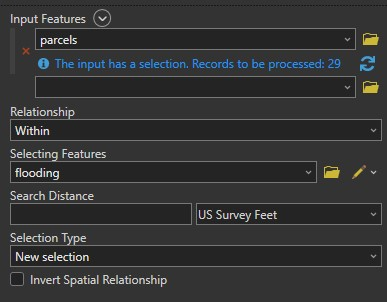 Input Features
parcels
The input has a selection. Records to be processed: 29
Relationship
Within
Selecting Features
flooding
Search Distance
US Survey Feet
Selection Type
New selection
Invert Spatial Relationship